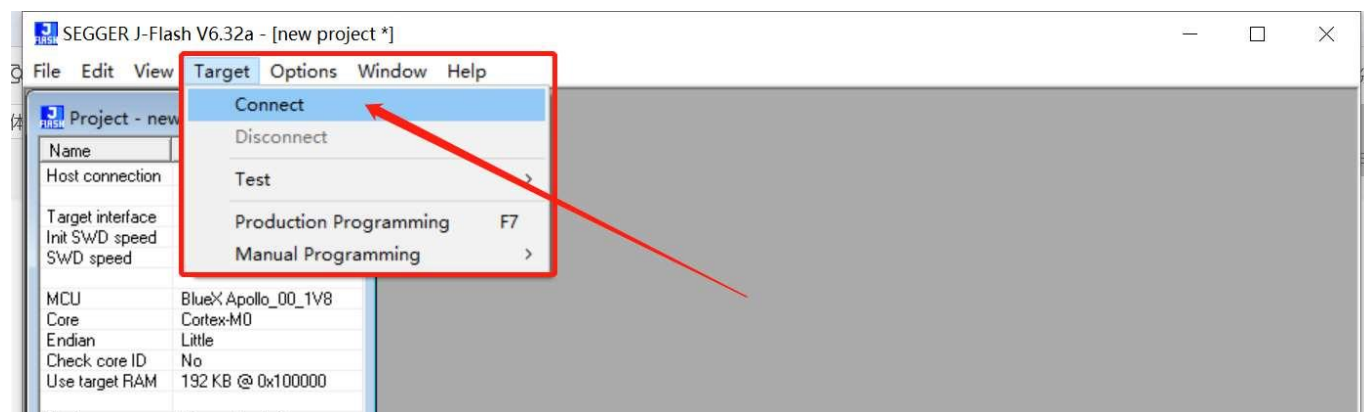 SEGGER J-Flash V6.32a - [new project *]
File Edit View Target Options Window Help
Project - new
Connect
Disconnect
Test
Production Programming F7
Manual Programming
Name
Host connection
Target interface
Init SWD speed
SWD speed
MCU BlueX Apollo_00_1V8
Core Cortex-M0
Endian Little
Check core ID No
Use target RAM 192 KB @ 0x100000